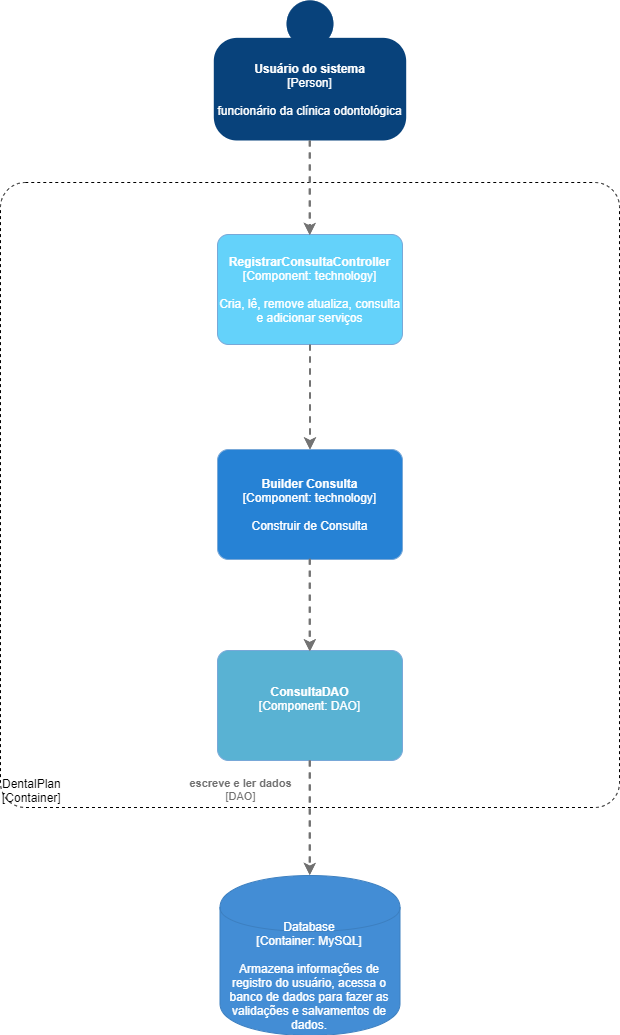 Usuário do sistema
[Person]
funcionário da clínica odontológica
RegistrarConsultaController
[Component: technology]
Cria, lê, remove atualiza, consulta
e adicionar serviços
Builder Consulta
[Component: technology]
Construir de Consulta
ConsultaDAO
[Component: DAO]
DentalPlan
[Container]
escreve e ler dados
[DAO]
Database
[Container: MySQL]
Armazena informações de
registro do usuário, acessa o
banco de dados para fazer as
validações e salvamentos de
dados.